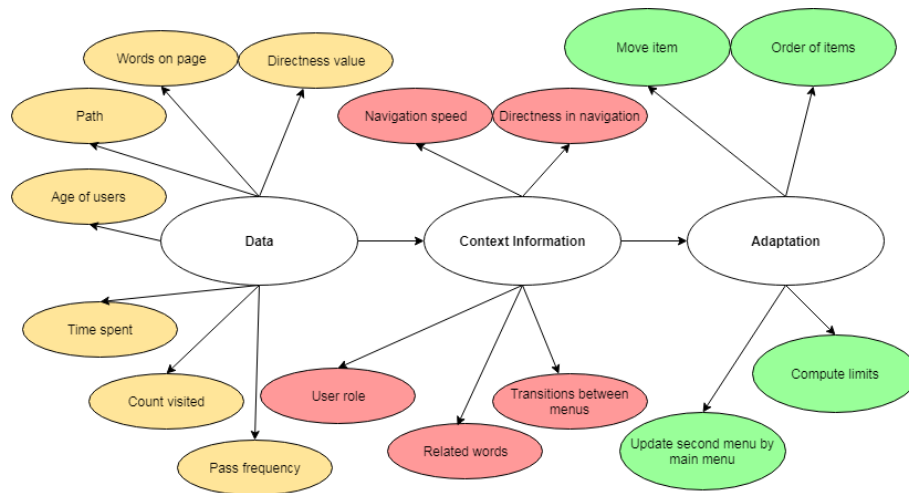 Move item
Order of items
Words on page
Directness value
Path
Navigation speed
Directness in navigation
Age of users
Data
Context Information
Adaptation
Time spent
Compute limits
User role
Transitions between
menus
Count visited
Related words
Update second menu by
main menu
Pass frequency